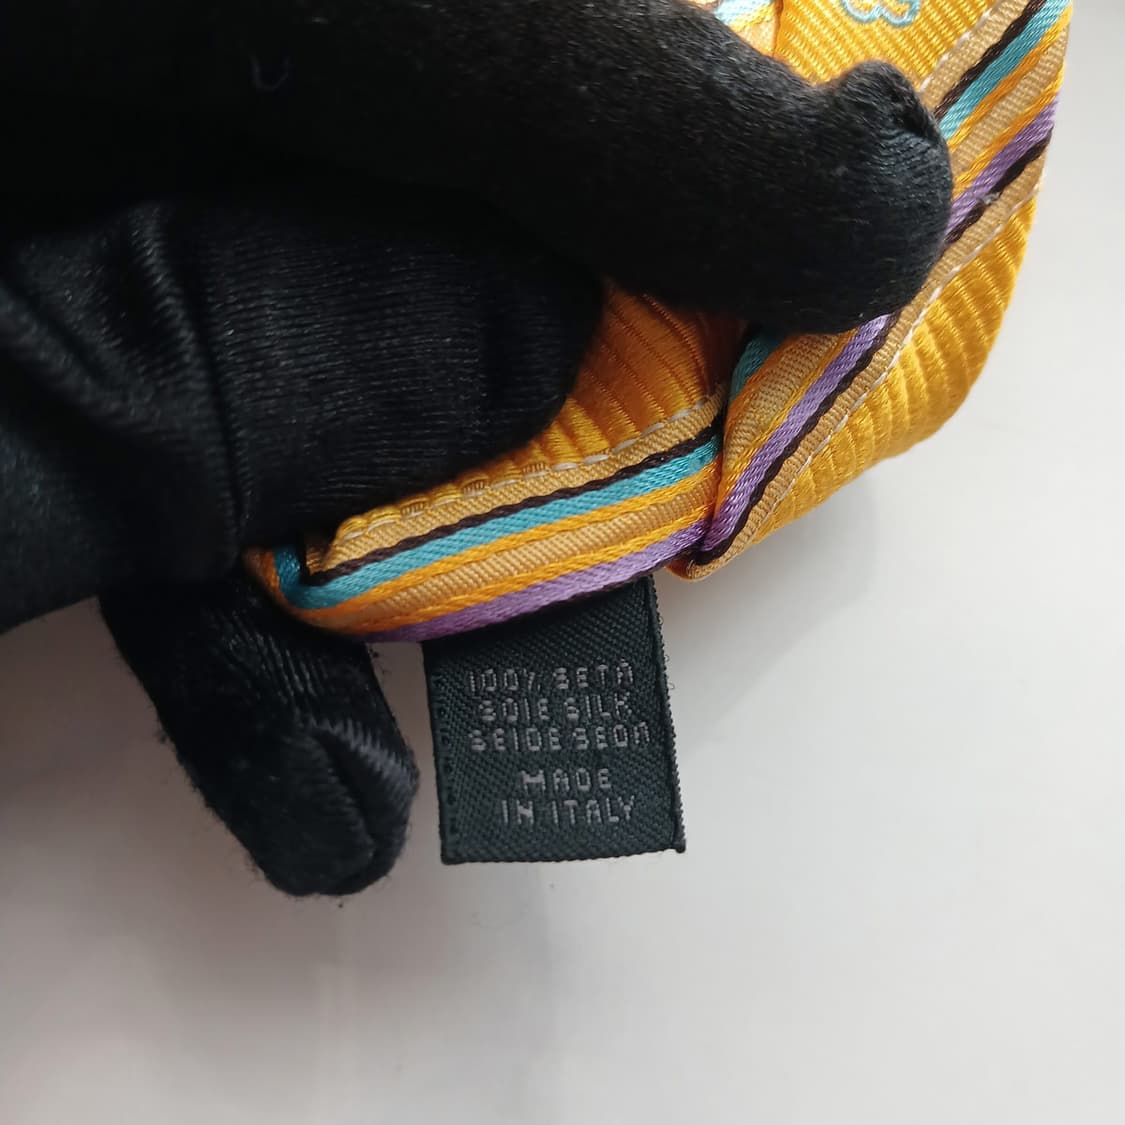 100% SETA
SOIE SILK
SEIDE SEDA
MADE
IN ITALY